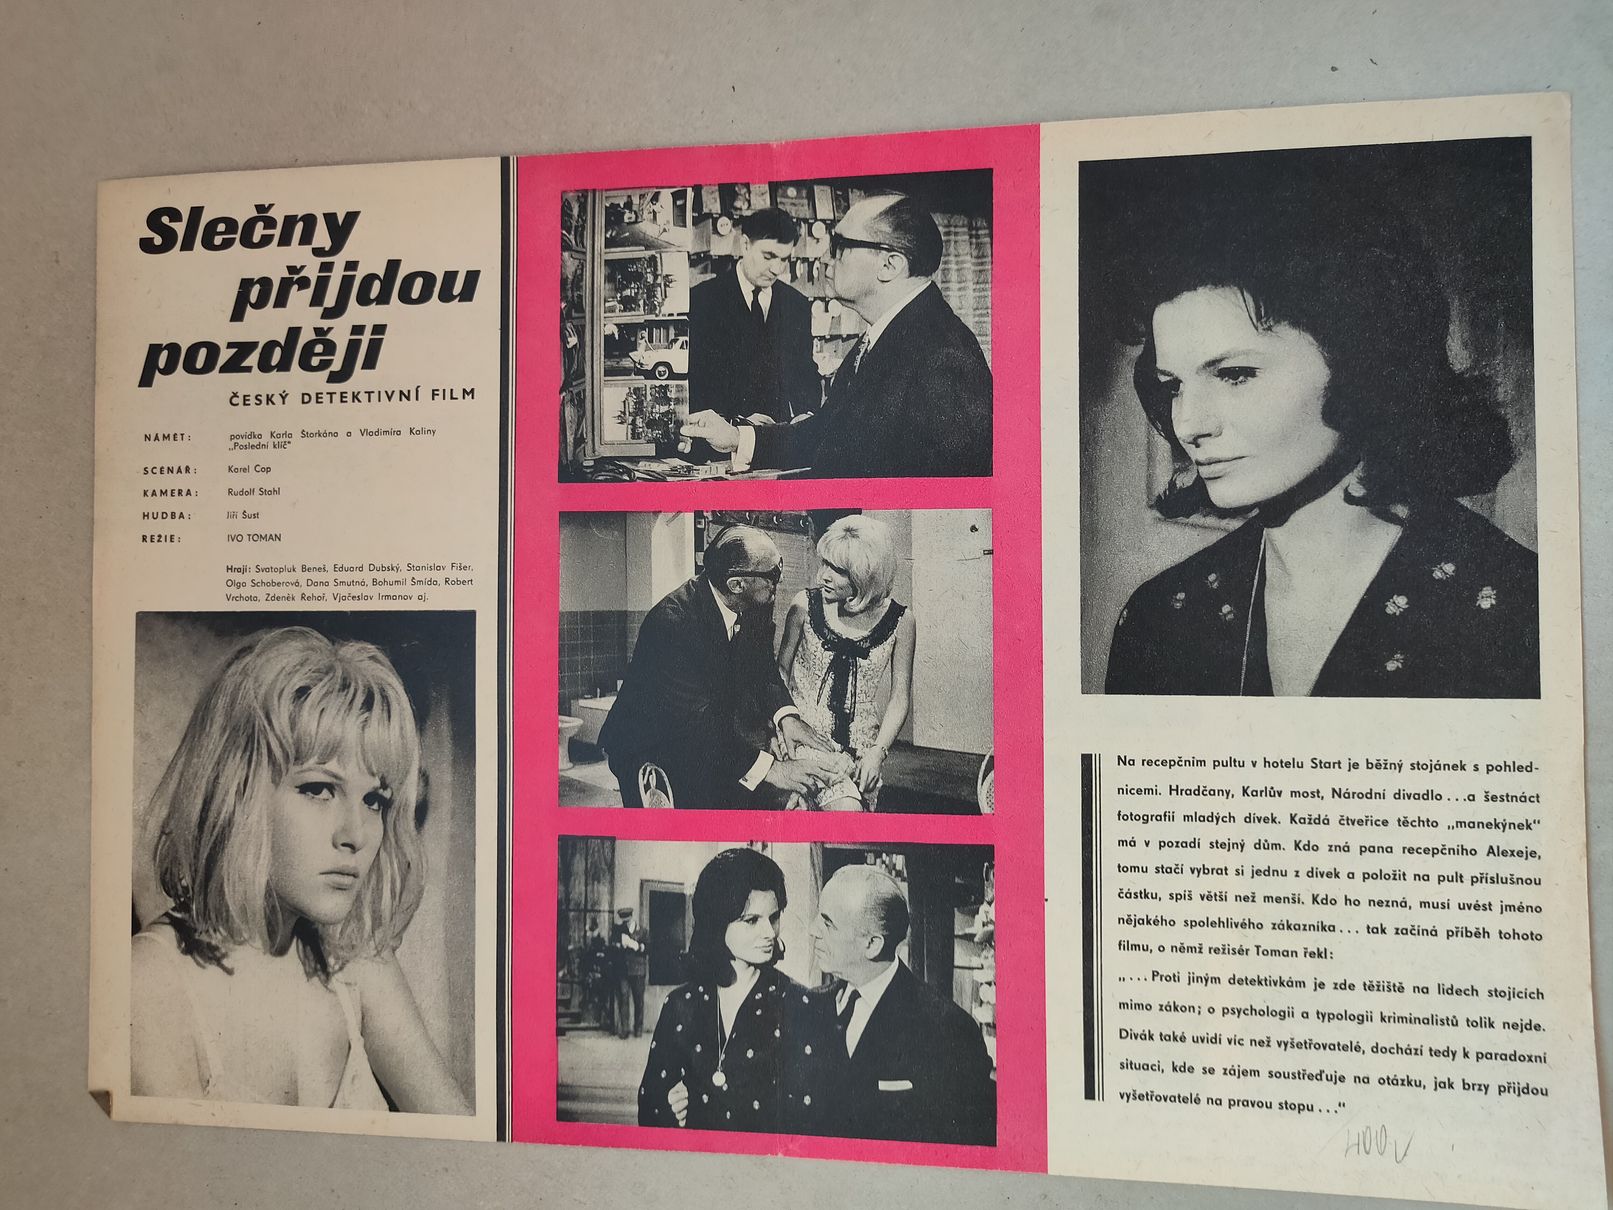 Slečny
přijdou
později
ČESKÝ DETEKTIVNÍ FILM
NÁMĚT: povídka Karla Štorkána a Vladimíra Kaliny
„Poslední klíč"
SCÉNÁŘ: Karel Cop
KAMERA: Rudolf Stahl
HUDBA: Jiří Šust
REŽIE: IVO TOMAN
Hrají: Svatopluk Beneš, Eduard Dubský, Stanislav Fišer,
Olga Schoberová, Dana Smutná, Bohumil Šmída, Robert
Vrchota, Zdeněk Řehoř, Vjačeslav Irmanov aj.
Na recepčním pultu v hotelu Start je běžný stojánek s pohled-
nicemi. Hradčany, Karlův most, Národní divadlo...a šestnáct
fotografií mladých dívek. Každá čtveřice těchto „manekýnek"
má v pozadí stejný dům. Kdo zná pana recepčního Alexeje,
tomu stačí vybrat si jednu z dívek a položit na pult příslušnou
částku, spíš větší než menší. Kdo ho nezná, musí uvést jméno
nějakého spolehlivého zákazníka... tak začíná příběh tohoto
filmu, o němž režisér Toman řekl:
„...Proti jiným detektivkám je zde těžiště na lidech stojících
mimo zákon; o psychologii a typologii kriminalistů tolik nejde.
Divák také uvidí víc než vyšetřovatelé, dochází tedy k paradoxní
situaci, kde se zájem soustřeďuje na otázku, jak brzy přijdou
vyšetřovatelé na pravou stopu..."